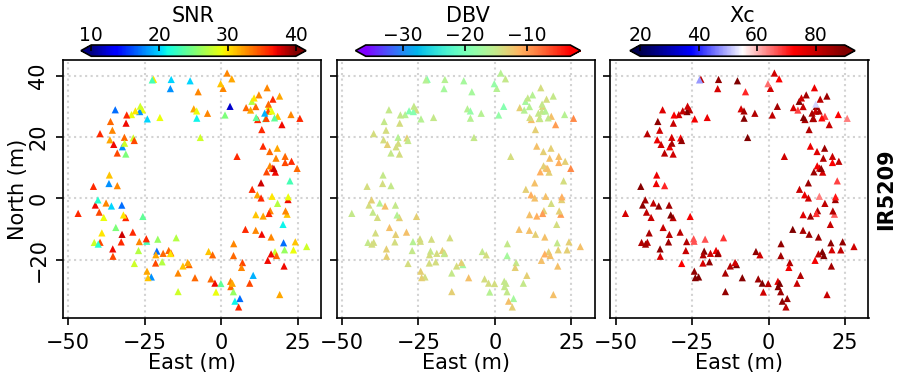 SNR DBV Xc
10 20 30 40 −30 −20 −10 20 40 60 80
40
20
0
−20
North (m)
IR5209
−50 −25 0 25 −50 −25 0 25 −50 −25 0 25
East (m) East (m) East (m)